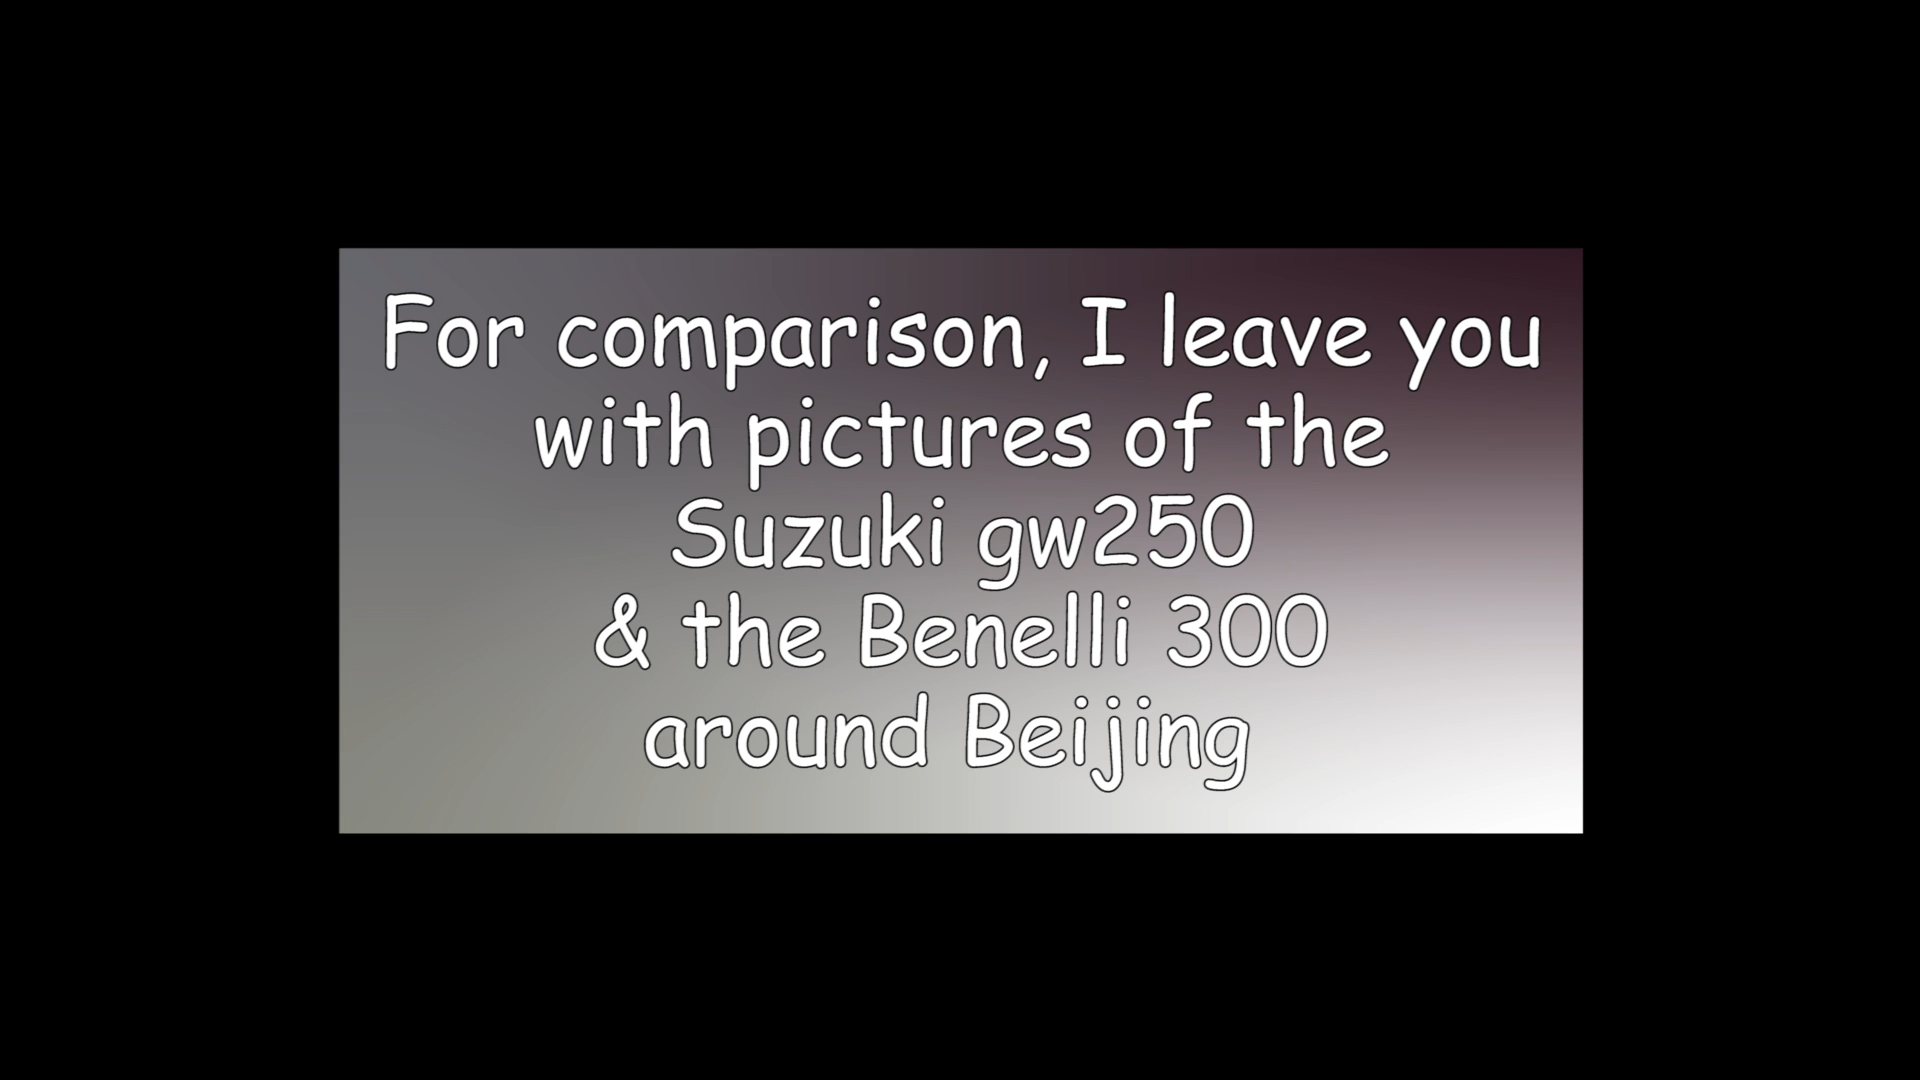 For comparison, I leave you
with pictures of the
Suzuki gw250
& the Benelli 300
around Beijing